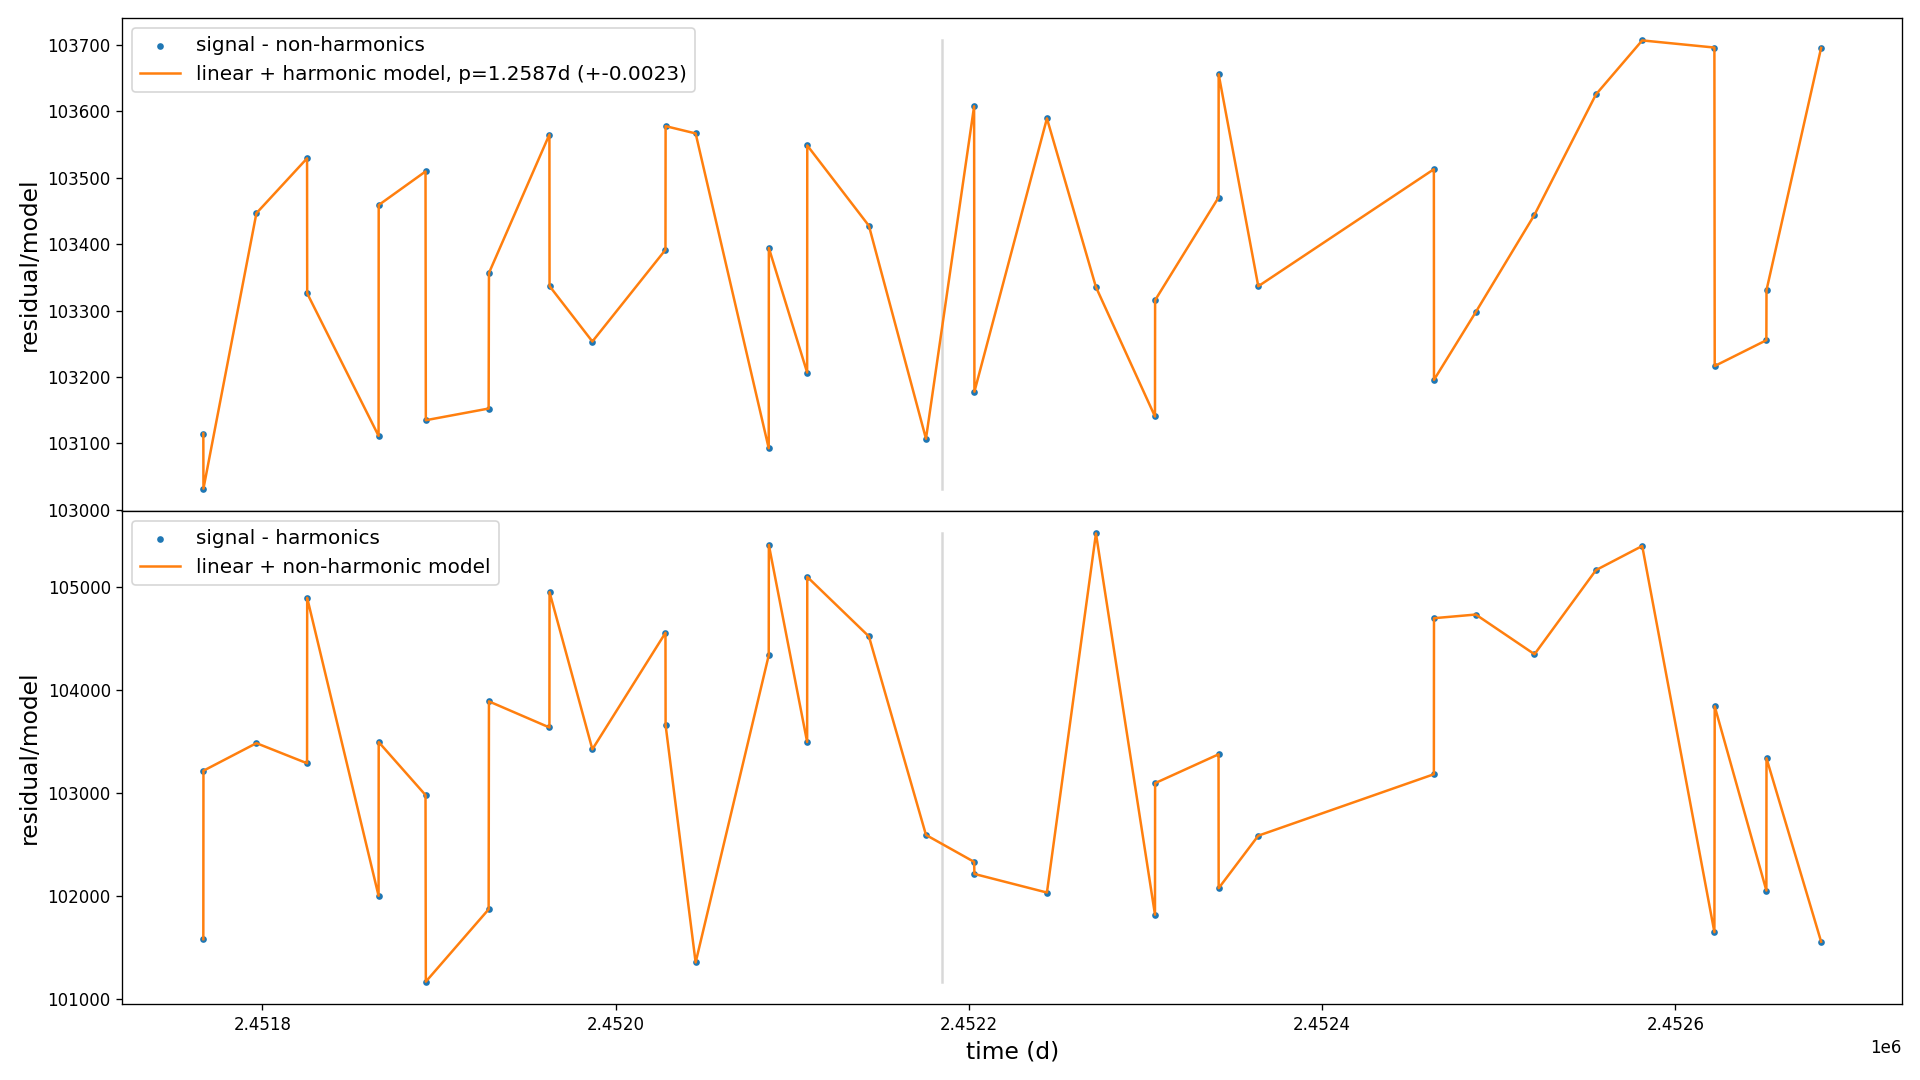 signal - non-harmonics
linear + harmonic model, p=1.2587d (+-0.0023)
103700
103600
103500
103400
103300
103200
103100
103000
residual/model
signal - harmonics
linear + non-harmonic model
105000
104000
103000
102000
101000
residual/model
2.4518
2.4520
2.4522
2.4524
2.4526
1e6
time (d)